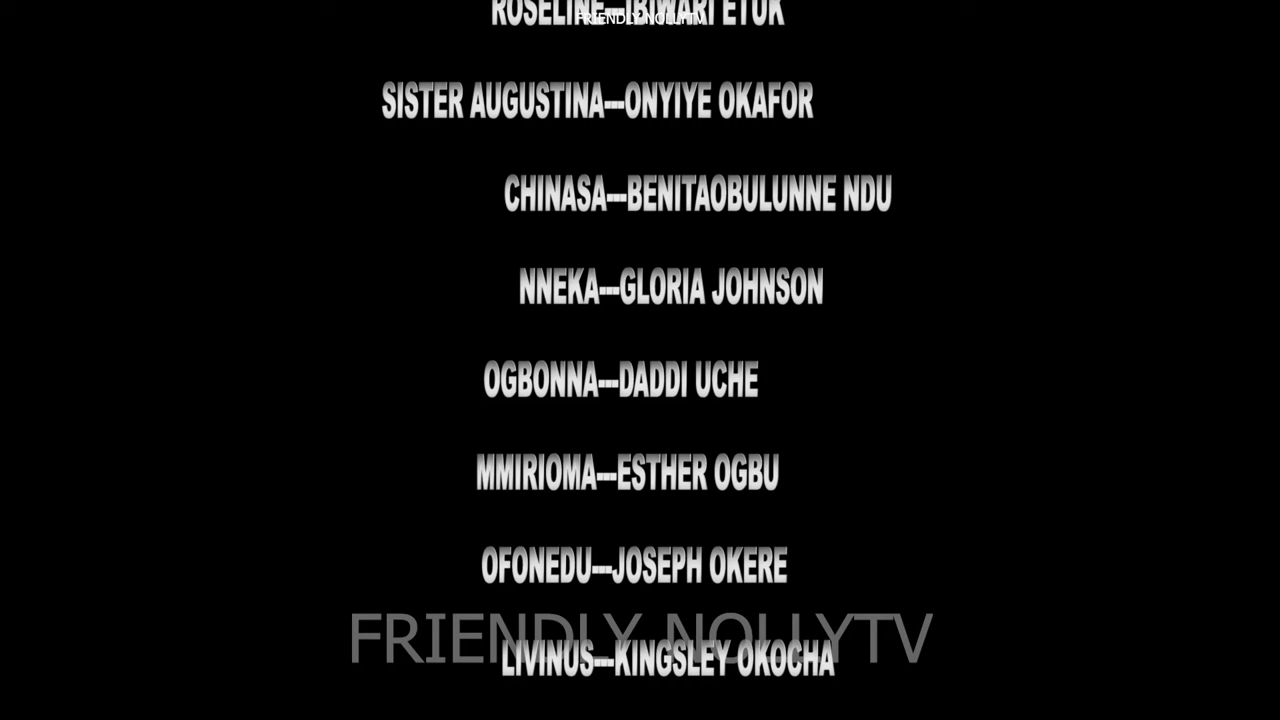 ROSELINE---IBIWARI ETUK
FRIENDLY NOLLYTV
SISTER AUGUSTINA---ONYIYE OKAFOR
CHINASA---BENITAOBULUNNE NDU
NNEKA---GLORIA JOHNSON
OGBONNA---DADDI UCHE
MMIRIOMA---ESTHER OGBU
OFONEDU---JOSEPH OKERE
FRIENDLY NOLLYTV
LIVINUS---KINGSLEY OKOCHA